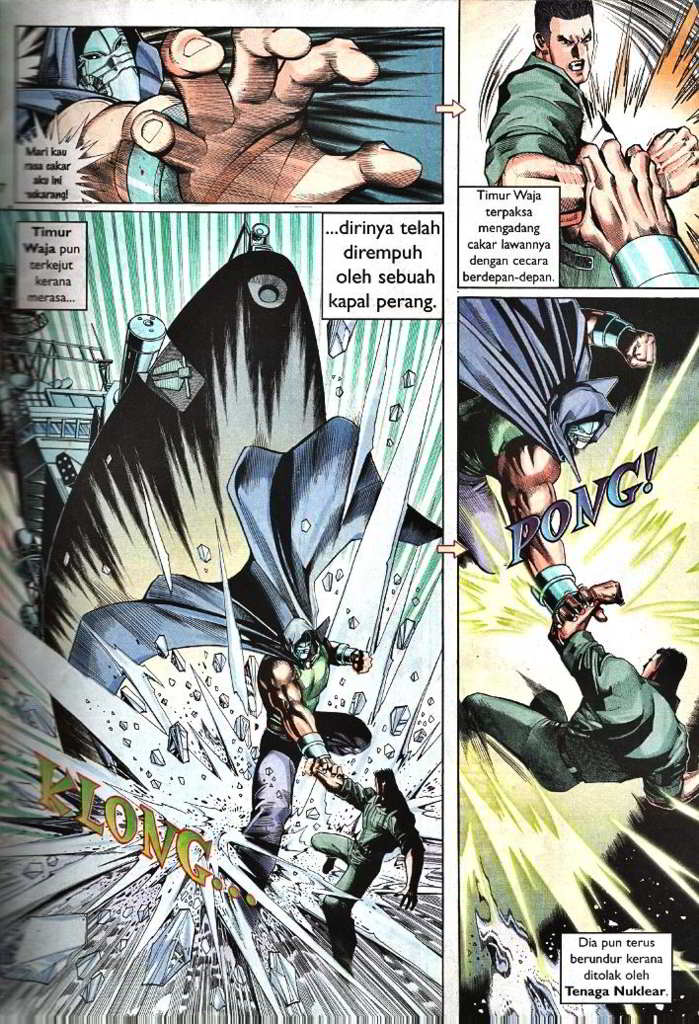 Mari kau
rasa cakar
aku ini
sekarang!
Timur Waja
terpaksa
mengadang
cakar lawannya
dengan cecara
berdepan-depan.
Timur
Waja pun
terkejut
kerana
merasa...
...dirinya telah
dirempuh
oleh sebuah
kapal perang.
KLONG...
PONG!
Dia pun terus
berundur kerana
ditolak oleh
Tenaga Nuklear.